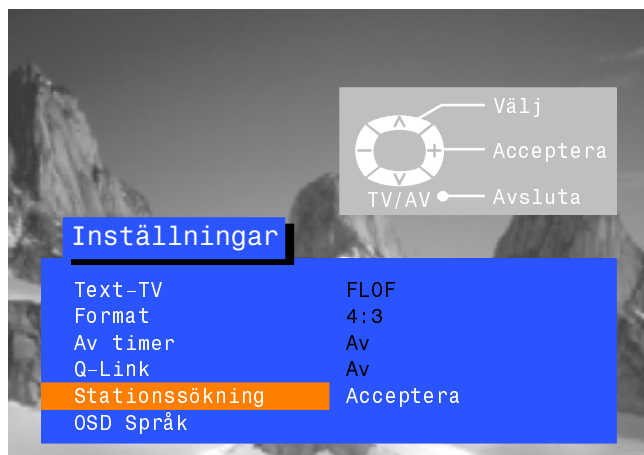 Välj
Acceptera
TV/AV Avsluta
Inställningar
Text-TV FLOF
Format 4:3
Av timer Av
Q-Link Av
Stationssökning Acceptera
OSD Språk